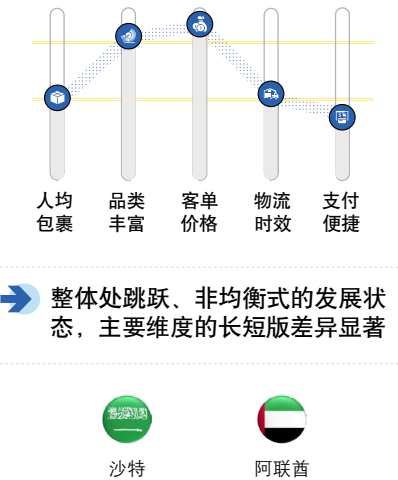 人均 品类 客单 物流 支付
包裹 丰富 价格 时效 便捷
整体处跳跃、非均衡式的发展状
态，主要维度的长短版差异显著
沙特 阿联酋